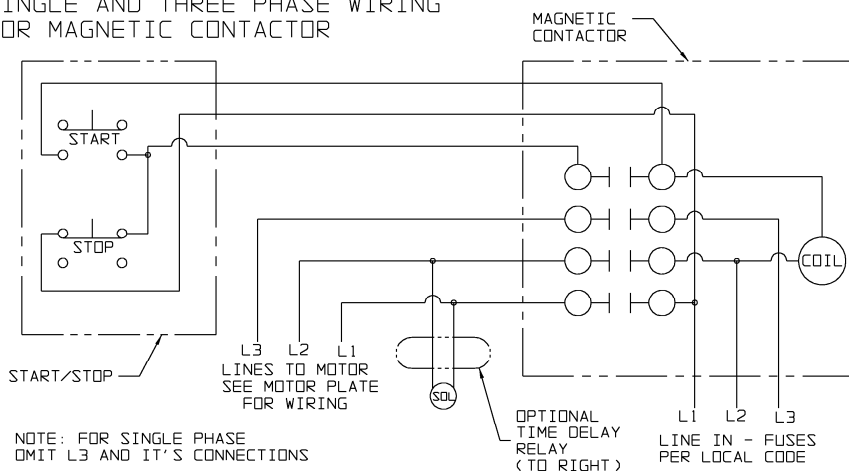 INGLE AND THREE PHASE WIRING
OR MAGNETIC CONTACTOR
MAGNETIC
CONTACTOR
START
STOP
COIL
START/STOP
L3 L2 L1
LINES TO MOTOR
SEE MOTOR PLATE
FOR WIRING
SOL
OPTIONAL
TIME DELAY
RELAY
(TO RIGHT)
L1 L2 L3
LINE IN - FUSES
PER LOCAL CODE
NOTE: FOR SINGLE PHASE
OMIT L3 AND IT'S CONNECTIONS